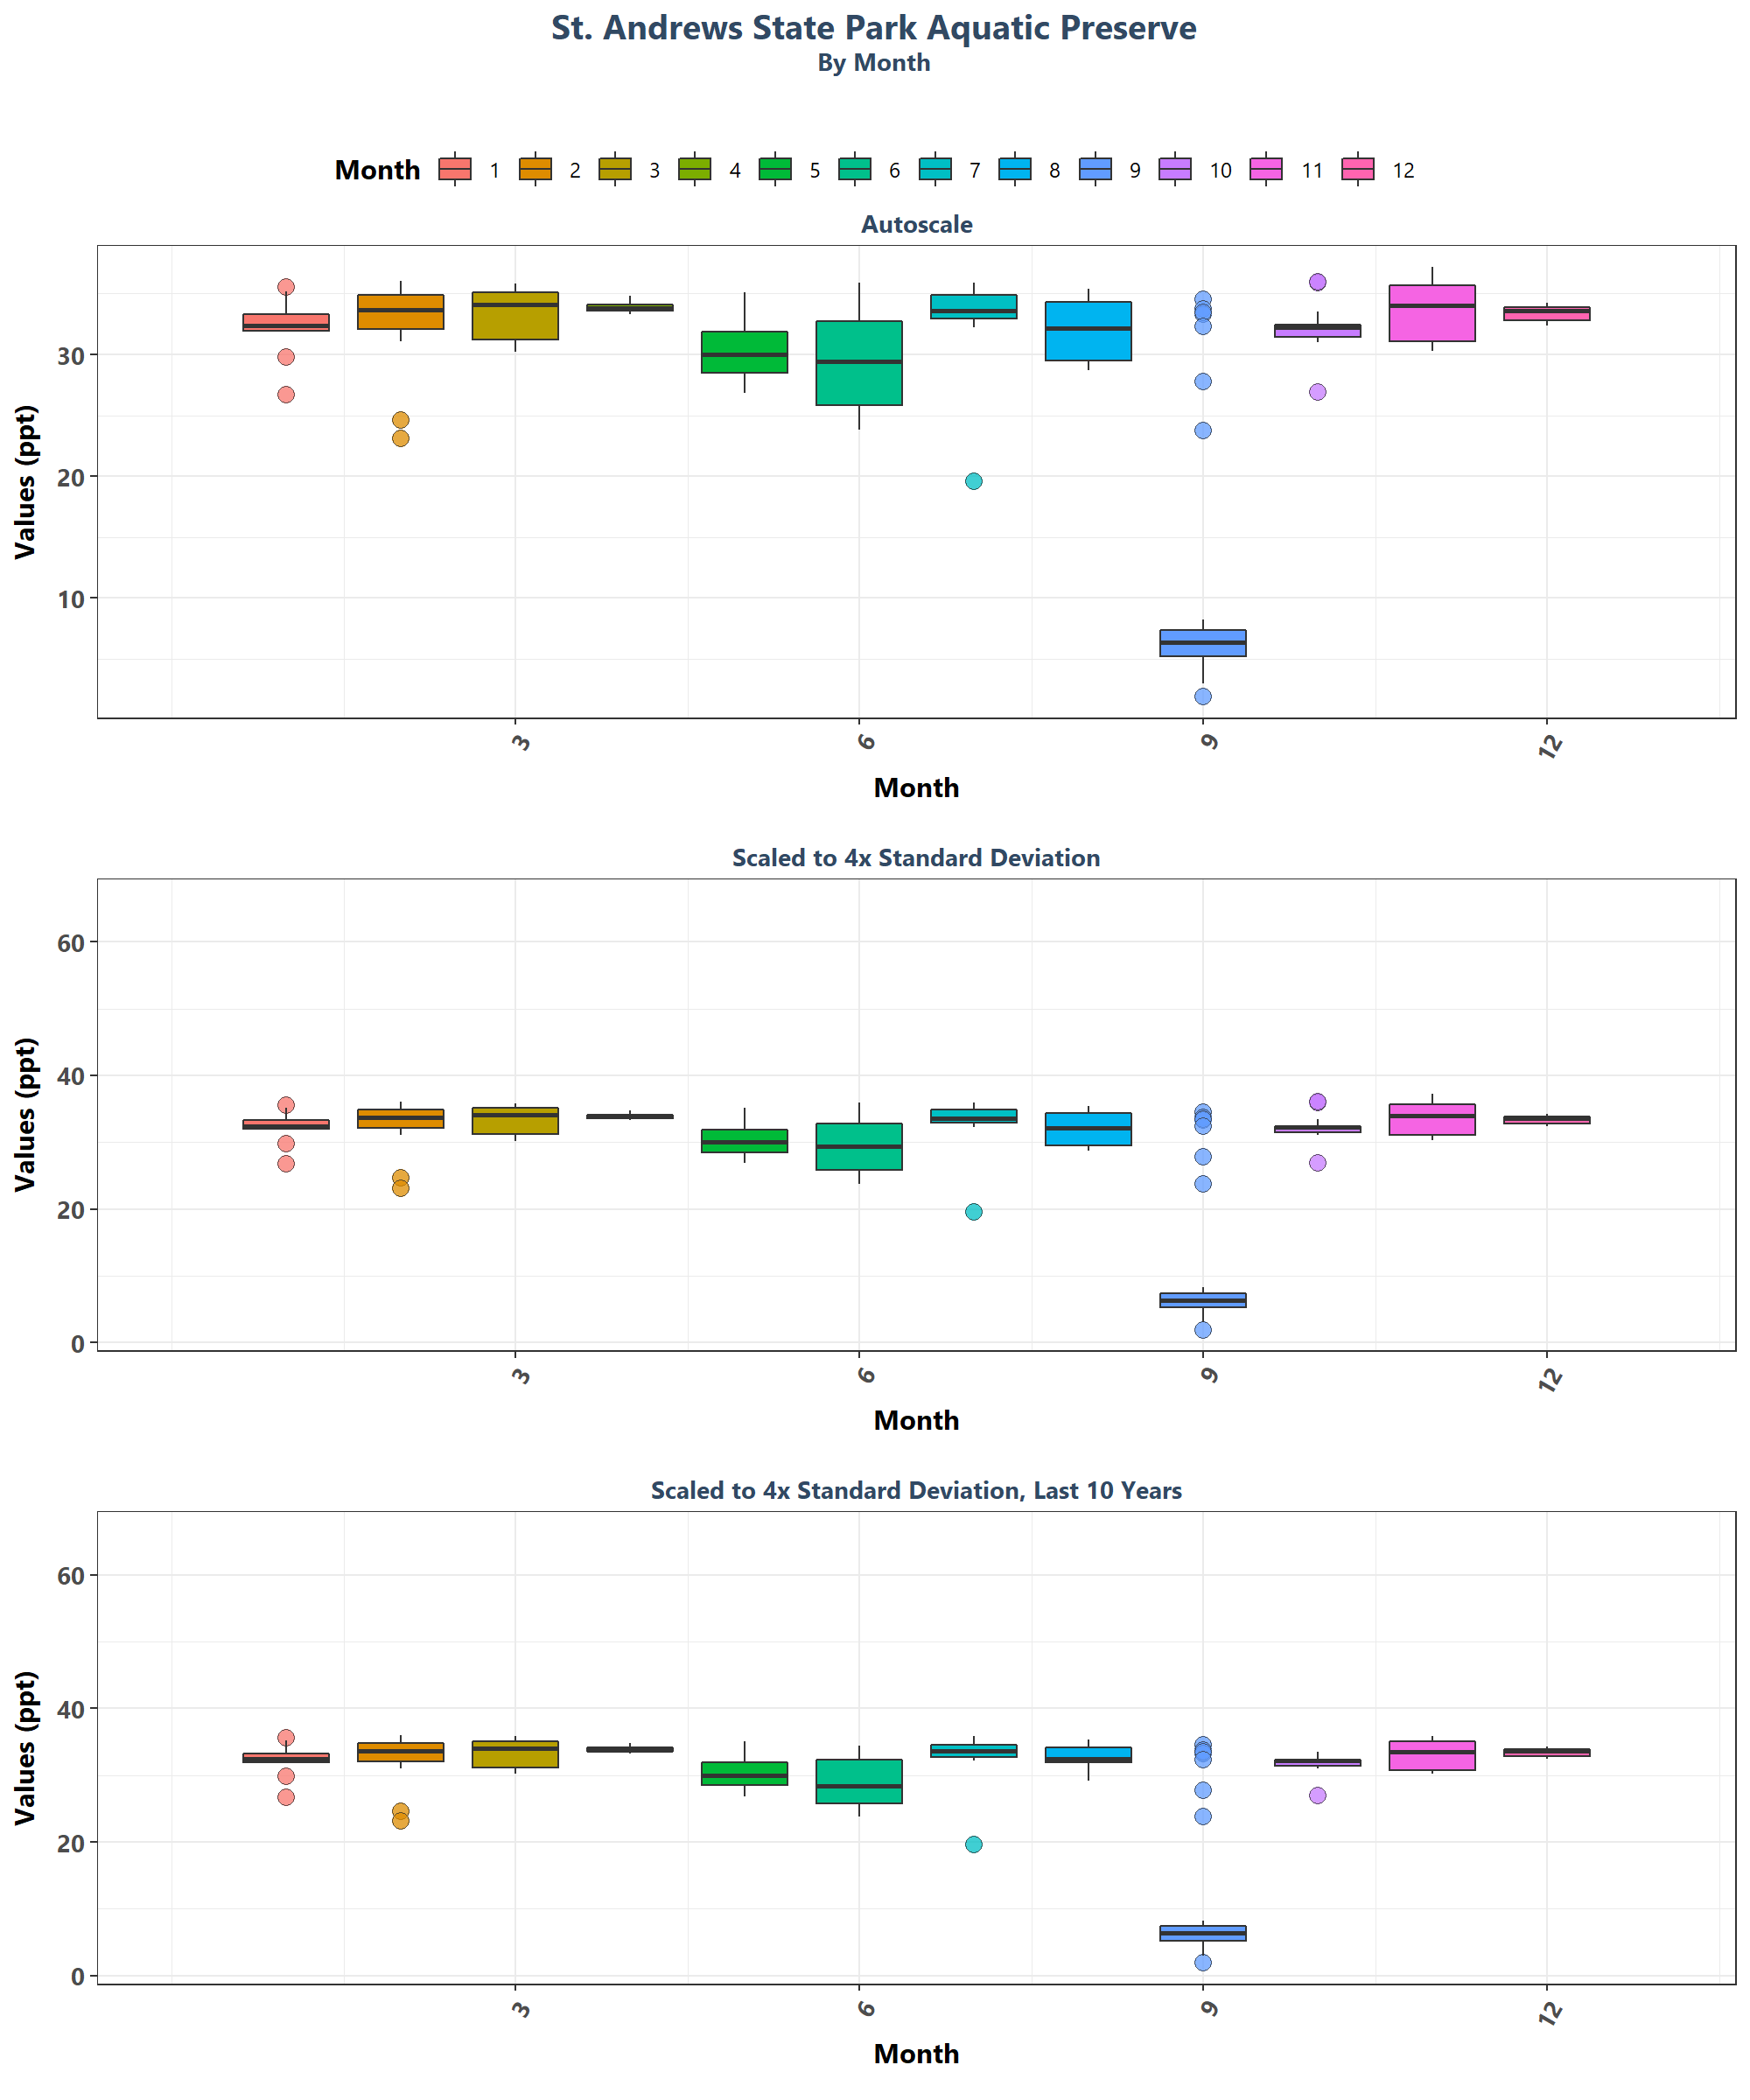 St. Andrews State Park Aquatic Preserve
By Month
Month 1 2 3 4 5 6 7 8 9 10 11 12
Autoscale
Values (ppt)
30
20
10
3 6 9 12
Month
Scaled to 4x Standard Deviation
Values (ppt)
60
40
20
0
3 6 9 12
Month
Scaled to 4x Standard Deviation, Last 10 Years
Values (ppt)
60
40
20
0
3 6 9 12
Month